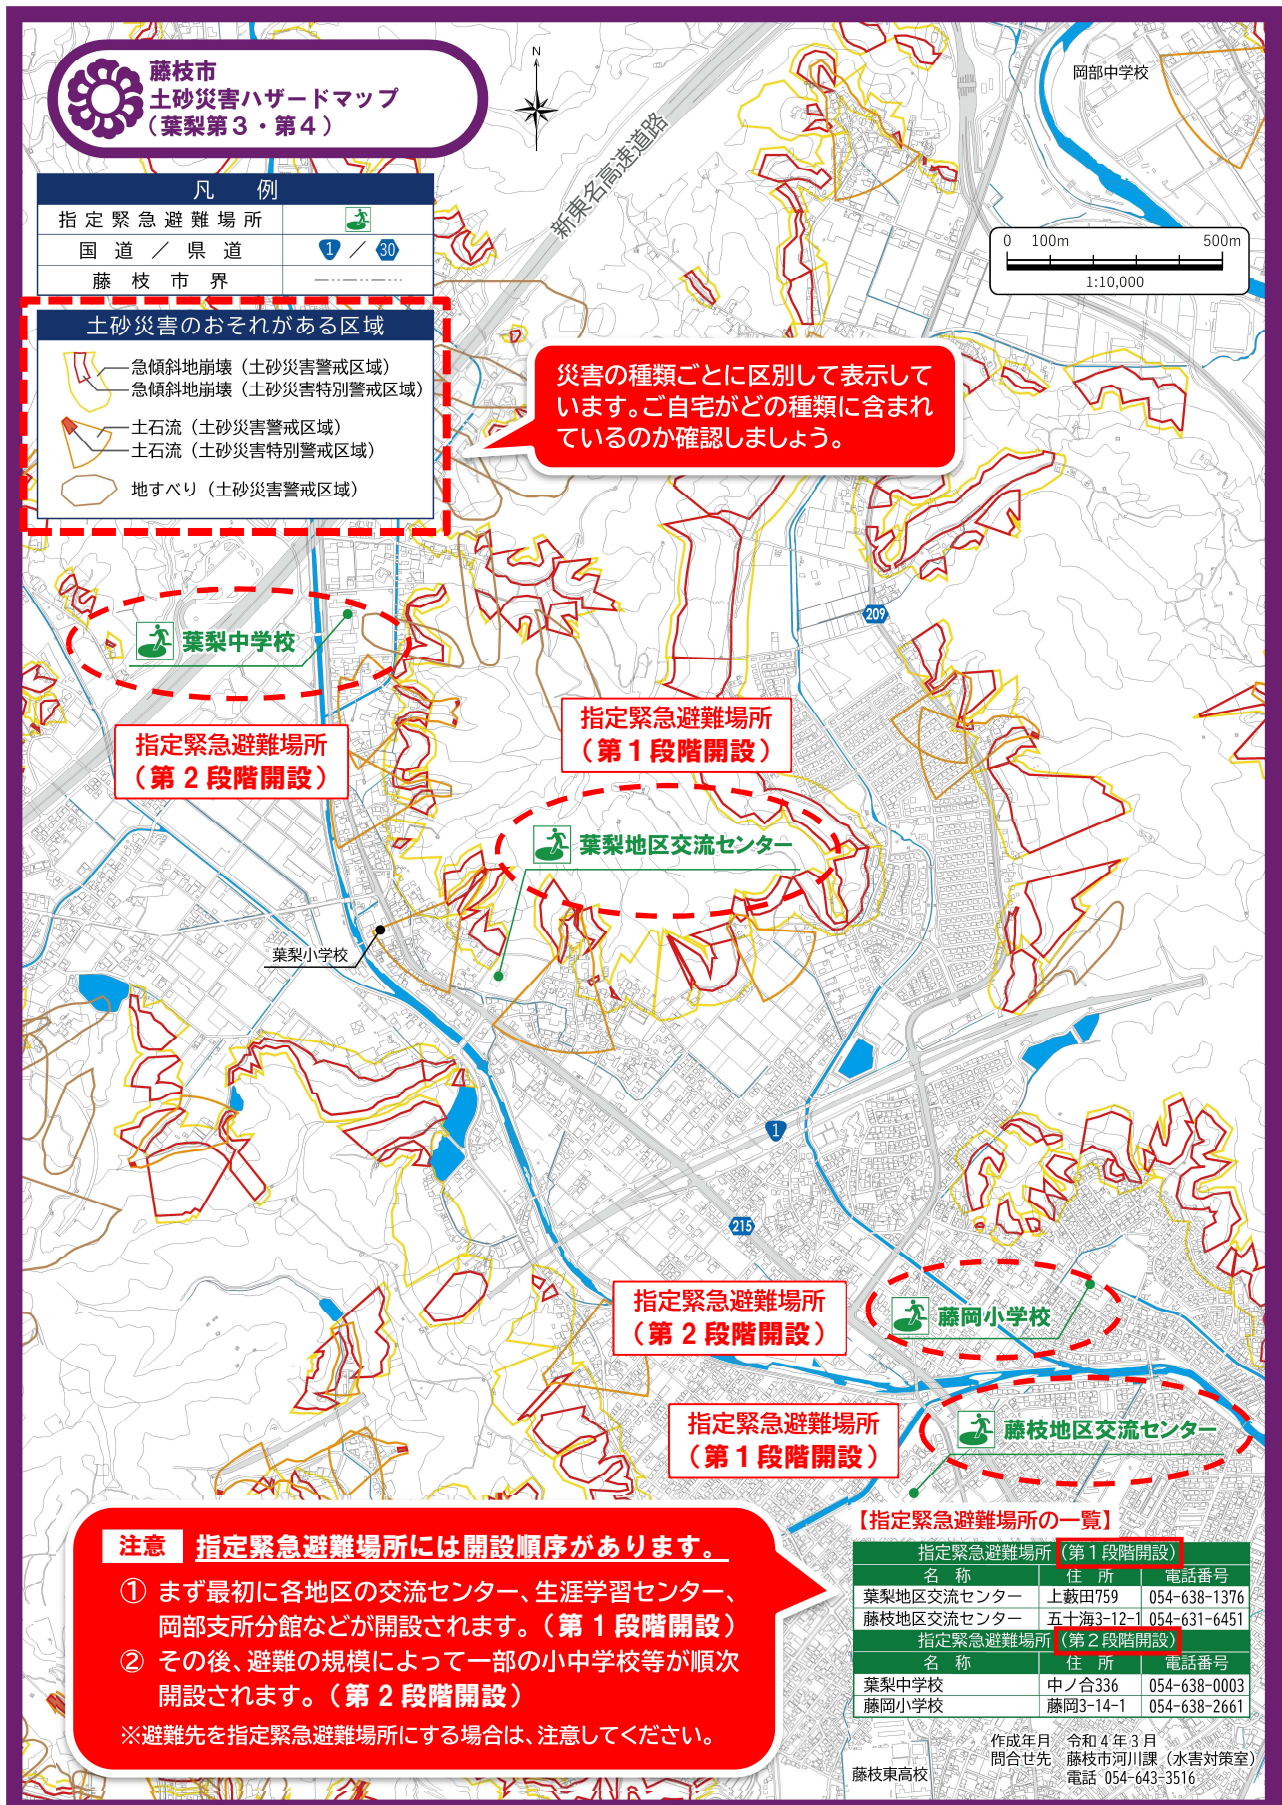 藤枝市
土砂災害ハザードマップ
（葉梨第３・第４）
N
岡部中学校
新東名高速道路
凡　例
指定緊急避難場所
国道／県道　1 ／ 30
藤枝市界
0　100m　500m
1:10,000
土砂災害のおそれがある区域
急傾斜地崩壊（土砂災害警戒区域）
急傾斜地崩壊（土砂災害特別警戒区域）
土石流（土砂災害警戒区域）
土石流（土砂災害特別警戒区域）
地すべり（土砂災害警戒区域）
災害の種類ごとに区別して表示して
います。ご自宅がどの種類に含まれ
ているのか確認しましょう。
209
葉梨中学校
指定緊急避難場所
（第２段階開設）
指定緊急避難場所
（第１段階開設）
葉梨地区交流センター
葉梨小学校
1
215
指定緊急避難場所
（第２段階開設）
藤岡小学校
指定緊急避難場所
（第１段階開設）
藤枝地区交流センター
注意　指定緊急避難場所には開設順序があります。
① まず最初に各地区の交流センター、生涯学習センター、
岡部支所分館などが開設されます。（第１段階開設）
② その後、避難の規模によって一部の小中学校等が順次
開設されます。（第２段階開設）
※避難先を指定緊急避難場所にする場合は、注意してください。
【指定緊急避難場所の一覧】
指定緊急避難場所（第１段階開設）
名　称　住　所　電話番号
葉梨地区交流センター　上藪田759　054-638-1376
藤枝地区交流センター　五十海3-12-1　054-631-6451
指定緊急避難場所（第２段階開設）
名　称　住　所　電話番号
葉梨中学校　中ノ合336　054-638-0003
藤岡小学校　藤岡3-14-1　054-638-2661
作成年月　令和４年３月
問合せ先　藤枝市河川課（水害対策室）
電話 054-643-3516
藤枝東高校